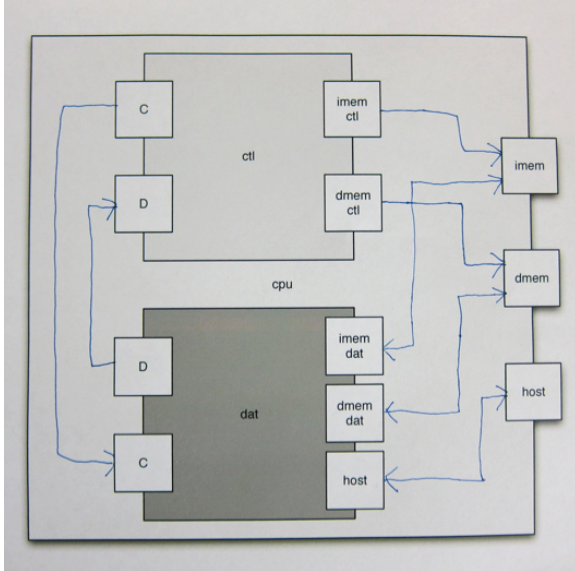 C
imem
ctl
ctl
imem
D
dmem
ctl
dmem
cpu
D
imem
dat
dat
dmem
dat
host
C
host